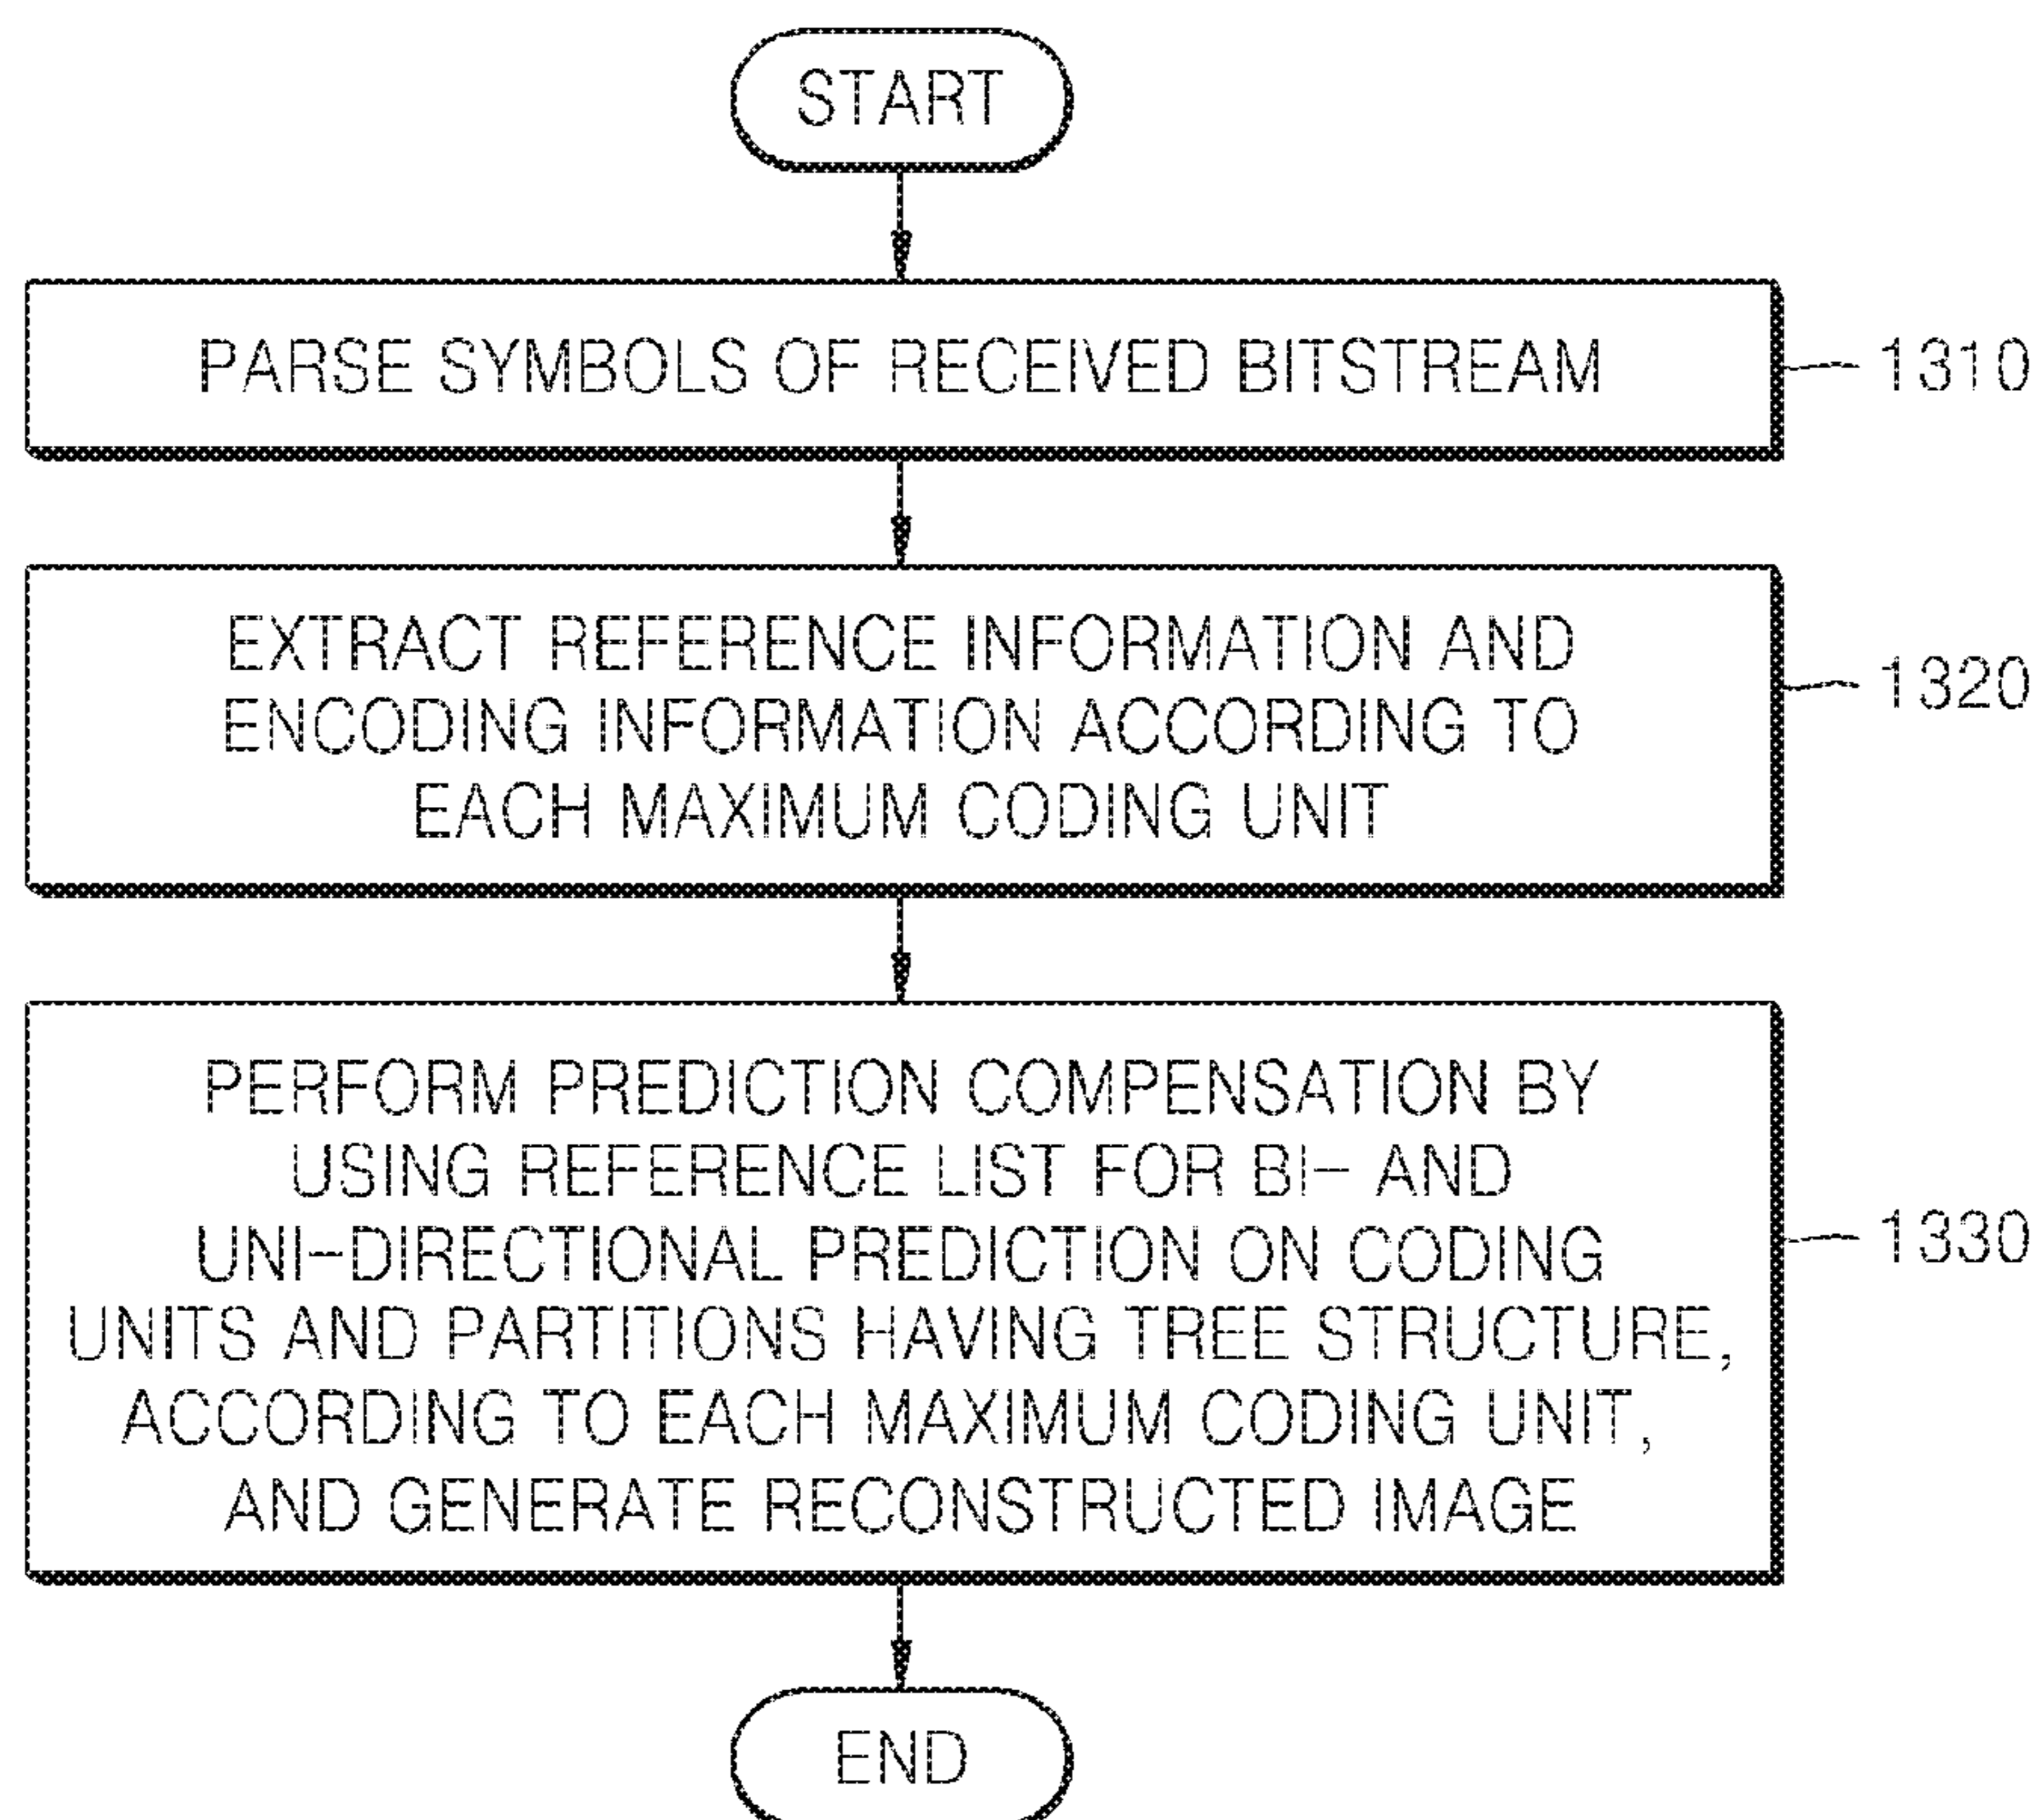 START
PARSE SYMBOLS OF RECEIVED BITSTREAM
1310
EXTRACT REFERENCE INFORMATION AND
ENCODING INFORMATION ACCORDING TO
EACH MAXIMUM CODING UNIT
1320
PERFORM PREDICTION COMPENSATION BY
USING REFERENCE LIST FOR BI- AND
UNI-DIRECTIONAL PREDICTION ON CODING
UNITS AND PARTITIONS HAVING TREE STRUCTURE,
ACCORDING TO EACH MAXIMUM CODING UNIT,
AND GENERATE RECONSTRUCTED IMAGE
1330
END